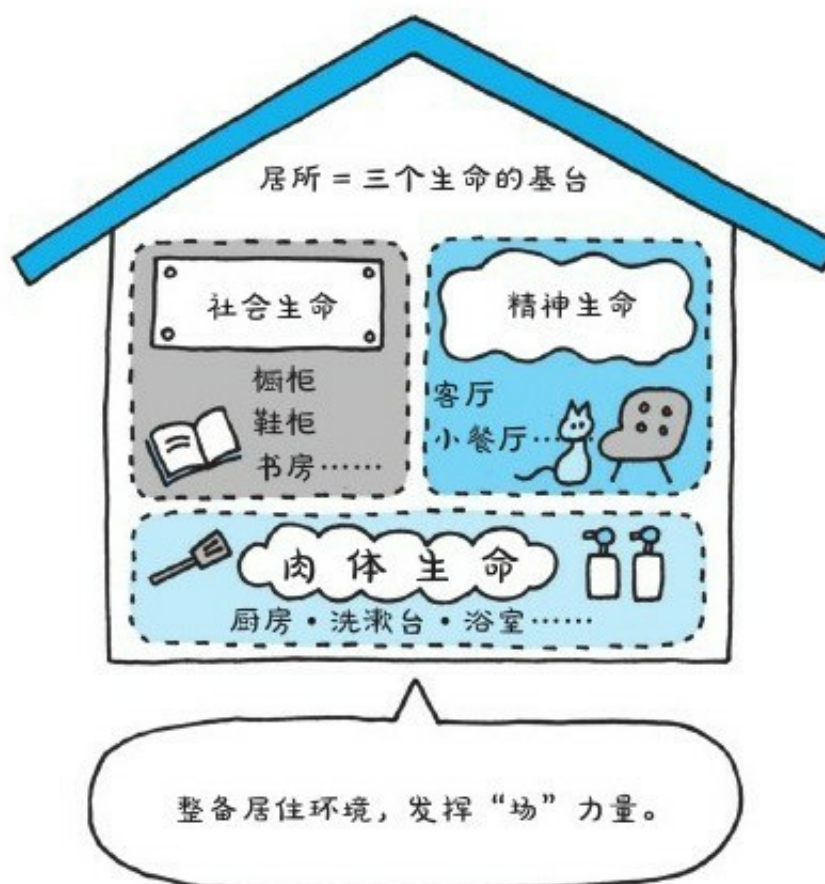 居所=三个生命的基台
社会生命
橱柜
鞋柜
书房……
精神生命
客厅
小餐厅……
肉体生命
厨房·洗漱台·浴室……
整备居住环境，发挥“场”力量。